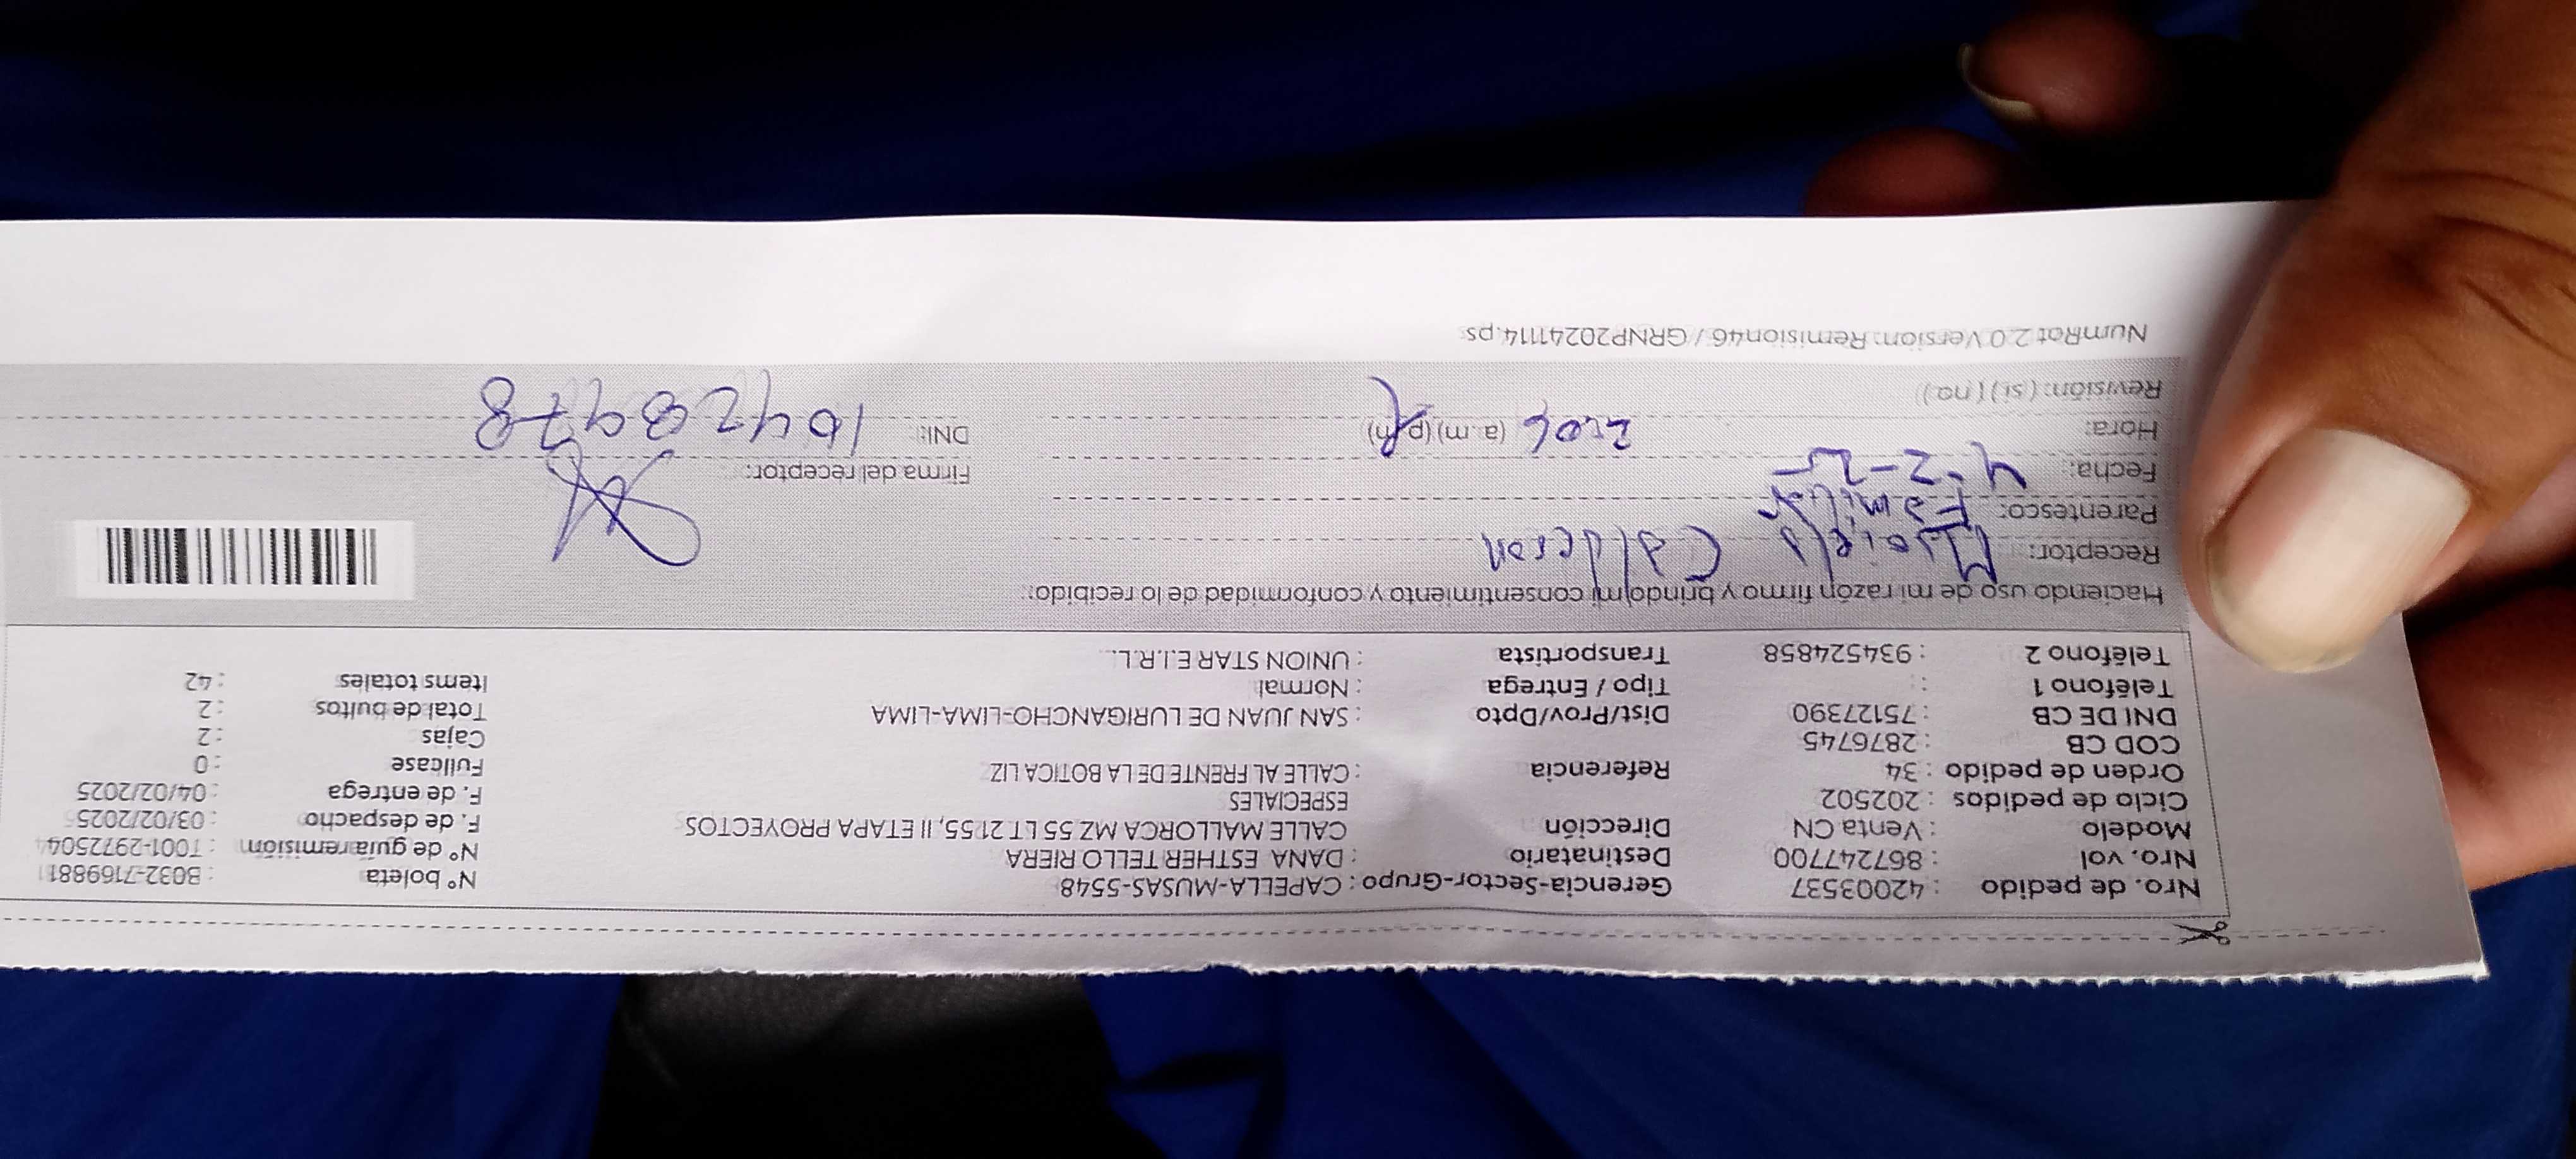 Nro. de pedido : 42003537 Gerencia-Sector-Grupo : CAPELLA-MUSAS-5548 N° boleta : B032-7169881
Nro. vol : 867247700 Destinatario : DANA ESTHER TELLO RIERA N° de guía remisión : T001-2972504
Modelo : Venta CN Dirección CALLE MALLORCA MZ 55 LT 2155, II ETAPA PROYECTOS F. de despacho : 03/02/2025
Ciclo de pedidos : 202502 ESPECIALES F. de entrega : 04/02/2025
Orden de pedido : 34 Referencia : CALLE AL FRENTE DE LA BOTICA LIZ Fullcase : 0
COD CB : 2876745 Cajas : 2
DNI DE CB : 75127390 Dist/Prov/Dpto : SAN JUAN DE LURIGANCHO-LIMA-LIMA Total de bultos : 2
Teléfono 1 : Tipo / Entrega : Normal Items totales : 42
Teléfono 2 : 934524858 Transportista : UNION STAR E.I.R.L.
Haciendo uso de mi razón firmo y brindo mi consentimiento y conformidad de lo recibido:
Receptor: Calderon
Parentesco: Familiar
Fecha: 4-2-25 Firma del receptor:
Hora: (a.m) (p.m) DNI: 10428978
Revisión: (si) (no)
NumRot 2.0 Version: Remision46 / GRNP20241114.ps